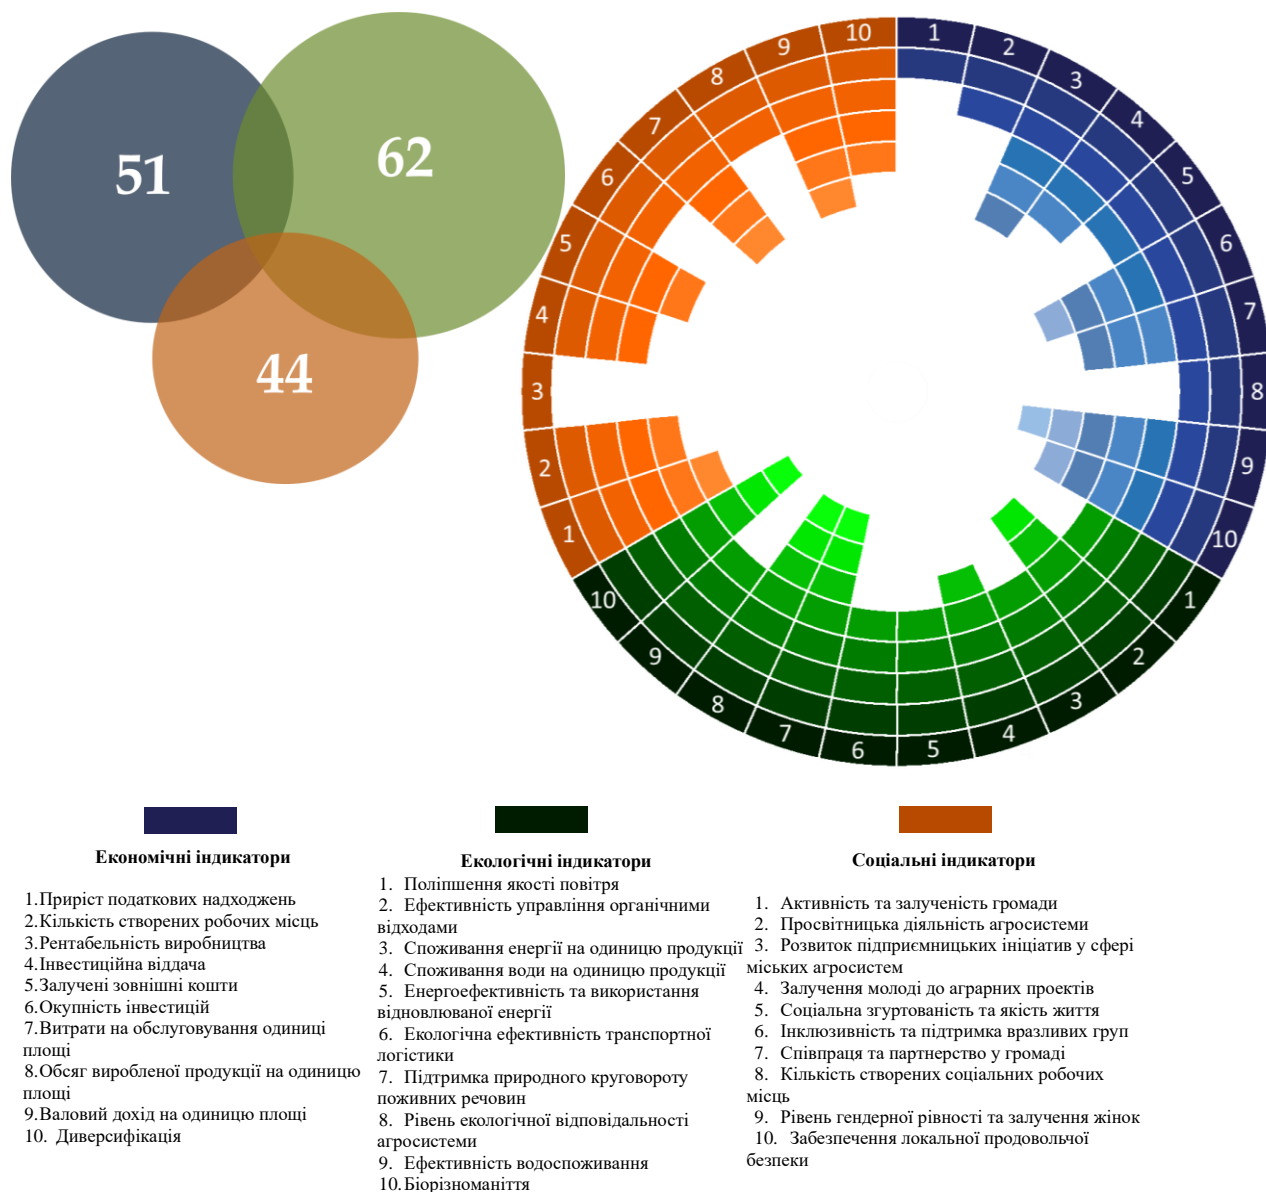 51
62
44
1
2
3
4
5
6
7
8
9
10
1
2
3
4
5
6
7
8
9
10
1
2
3
4
5
6
7
8
9
10
Економічні індикатори
1.Приріст податкових надходжень
2.Кількість створених робочих місць
3.Рентабельність виробництва
4.Інвестиційна віддача
5.Залучені зовнішні кошти
6.Окупність інвестицій
7.Витрати на обслуговування одиниці
площі
8.Обсяг виробленої продукції на одиницю
площі
9.Валовий дохід на одиницю площі
10. Диверсифікація
Екологічні індикатори
1. Поліпшення якості повітря
2. Ефективність управління органічними
відходами
3. Споживання енергії на одиницю продукції
4. Споживання води на одиницю продукції
5. Енергоефективність та використання
відновлюваної енергії
6. Екологічна ефективність транспортної
логістики
7. Підтримка природного круговороту
поживних речовин
8. Рівень екологічної відповідальності
агросистеми
9. Ефективність водоспоживання
10. Біорізноманіття
Соціальні індикатори
1. Активність та залученість громади
2. Просвітницька діяльність агросистеми
3. Розвиток підприємницьких ініціатив у сфері
міських агросистем
4. Залучення молоді до аграрних проектів
5. Соціальна згуртованість та якість життя
6. Інклюзивність та підтримка вразливих груп
7. Співпраця та партнерство у громаді
8. Кількість створених соціальних робочих
місць
9. Рівень гендерної рівності та залучення жінок
10. Забезпечення локальної продовольчої
безпеки